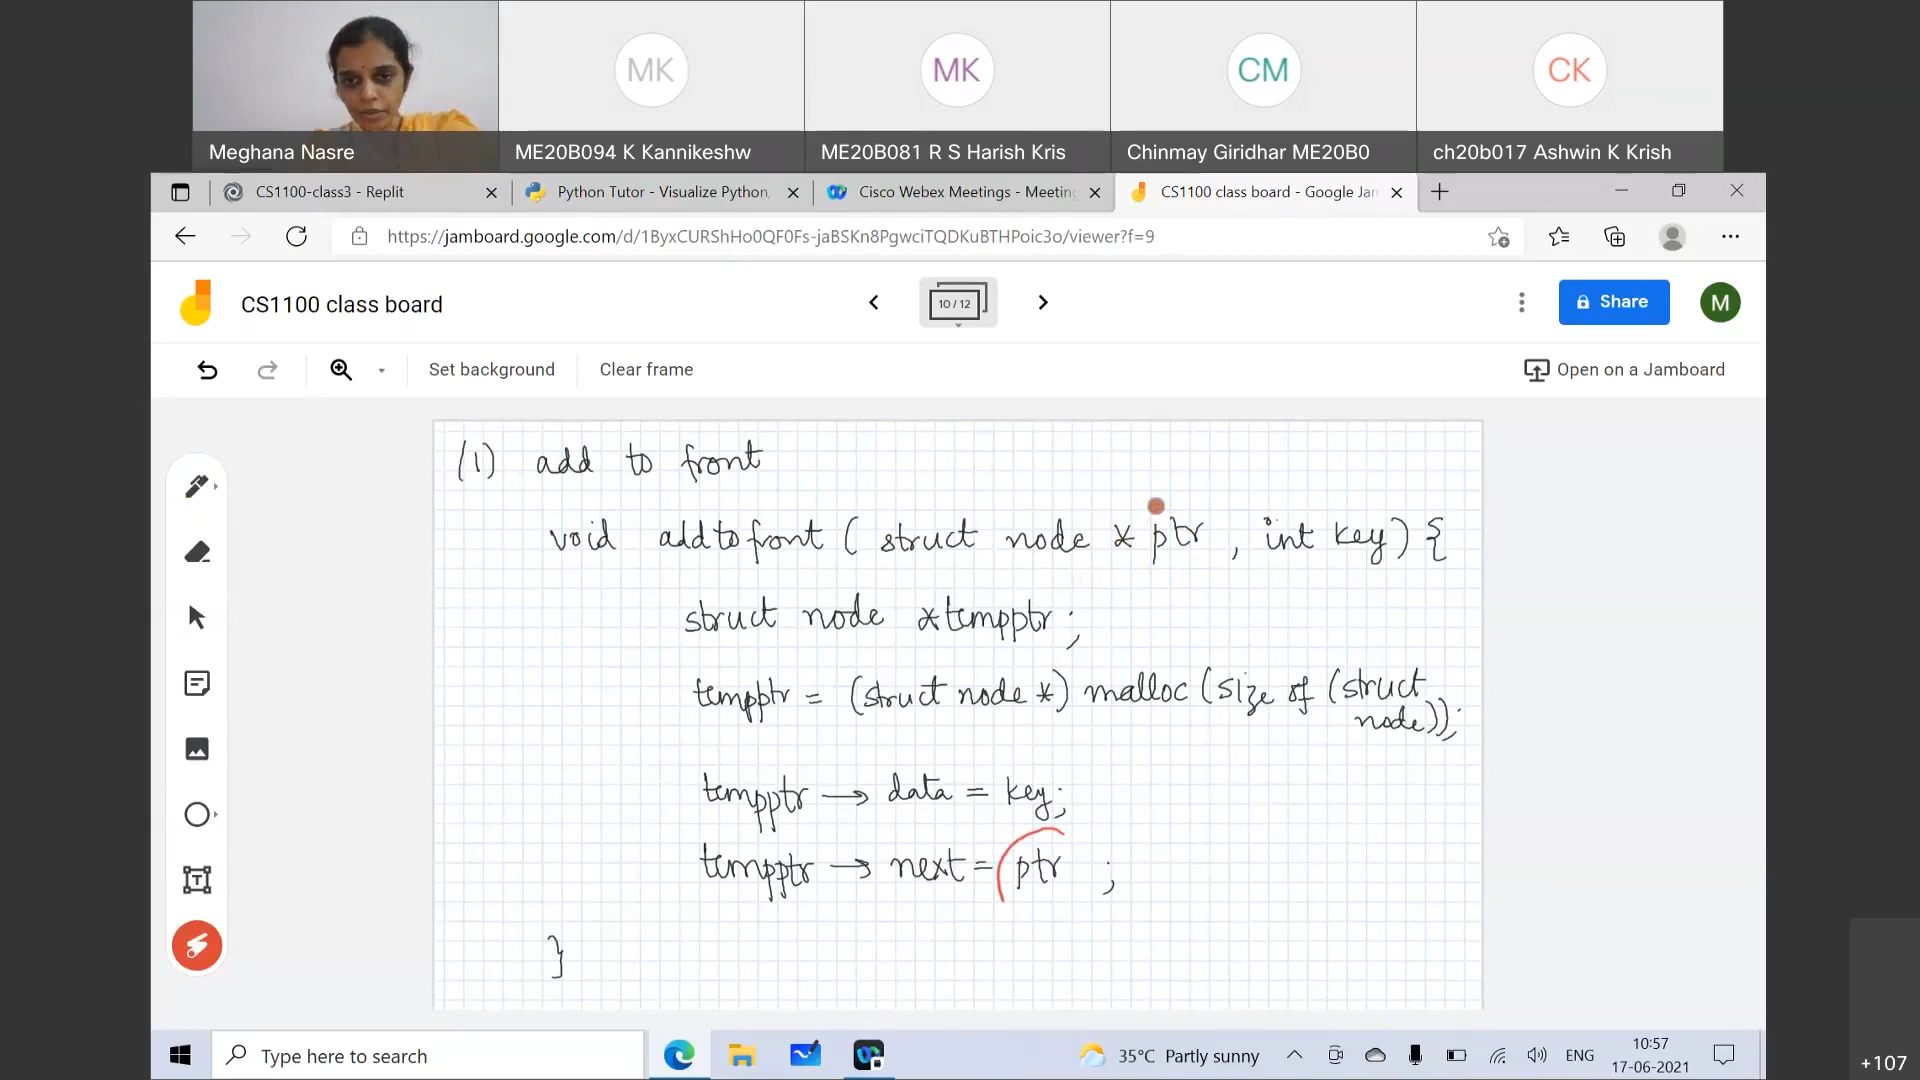 MK
MK
CM
CK
Meghana Nasre
ME20B094 K Kannikeshw
ME20B081 R S Harish Kris
Chinmay Giridhar ME20B0
ch20b017 Ashwin K Krish
CS1100-class3 - Replit
Python Tutor - Visualize Python,
Cisco Webex Meetings - Meeting
CS1100 class board - Google Jan
https://jamboard.google.com/d/1ByxCURShHo0QF0Fs-jaBSKn8PgwciTQDKuBTHPoic3o/viewer?f=9
CS1100 class board
10 / 12
Share
M
Set background
Clear frame
Open on a Jamboard
(1) add to front
void addtofront ( struct node * ptr , int key) {
struct node *tempptr ;
tempptr = (struct node *) malloc (size of (struct
node));
tempptr → data = key;
tempptr → next = ptr ;
}
Type here to search
35°C Partly sunny
ENG
10:57
17-06-2021
+107